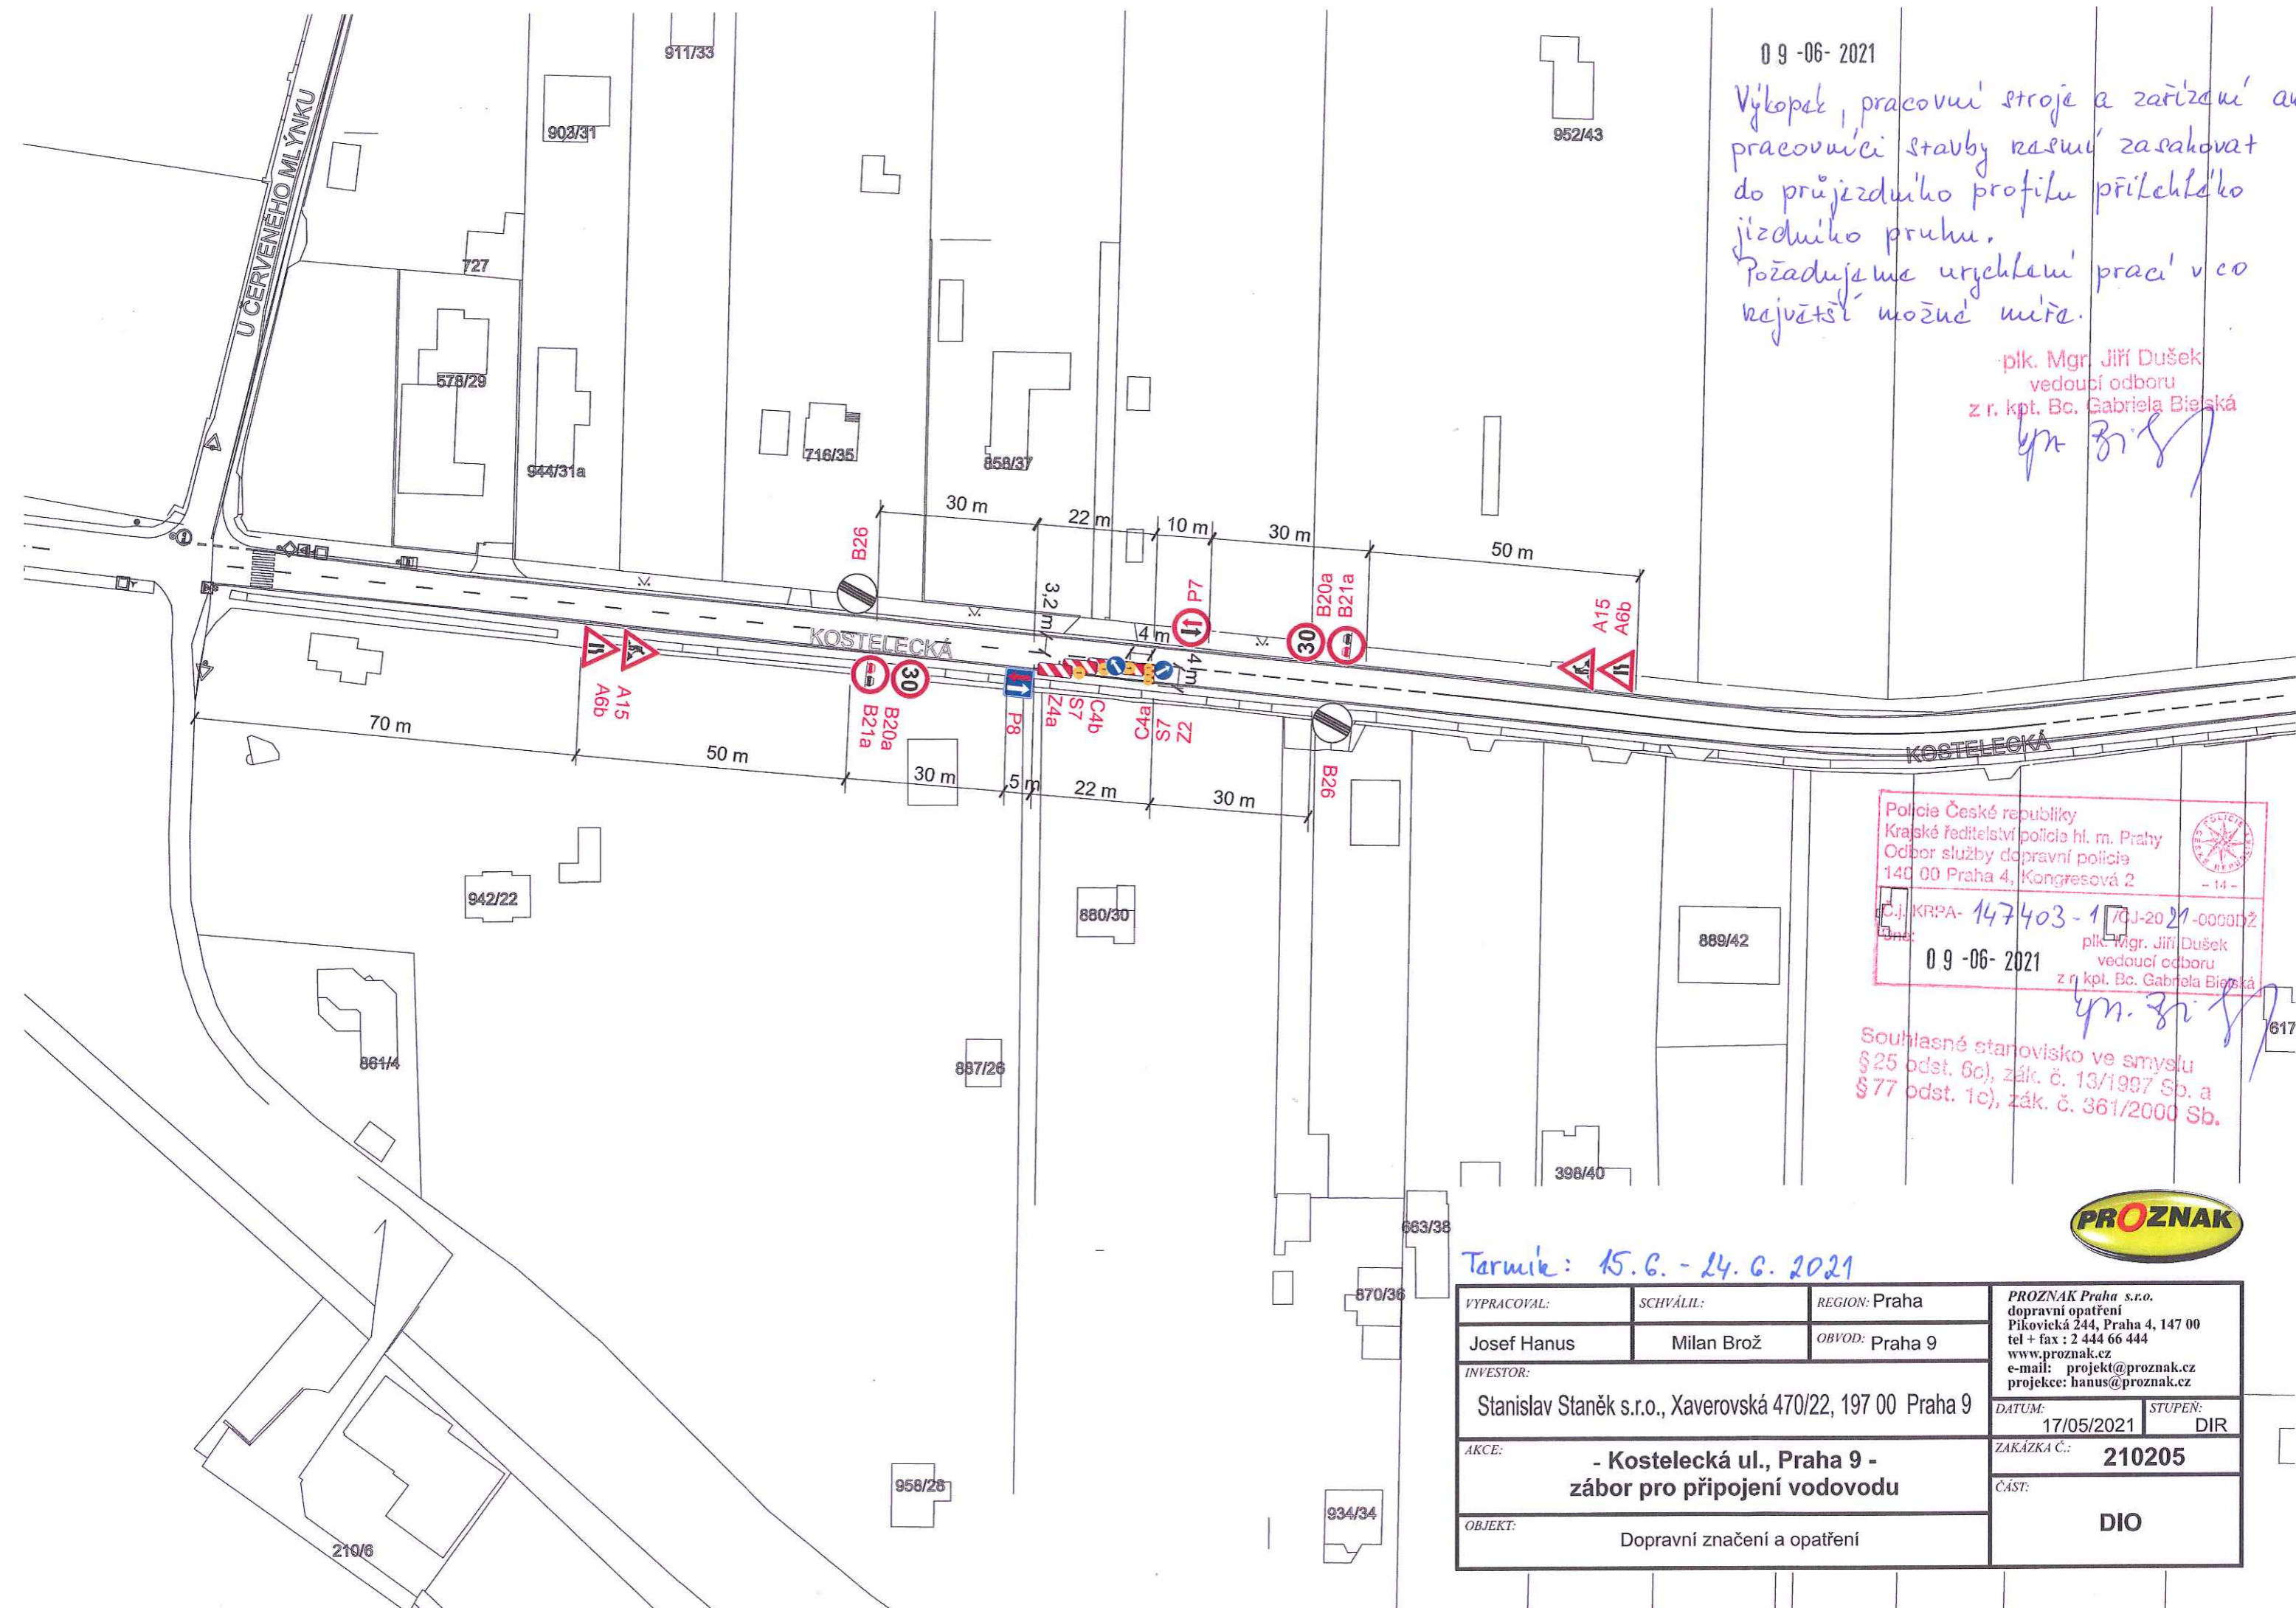 09-06-2021
Výkopek, pracovní stroje a zařízení
pracovníci stavby nesmí zasahovat
do průjezdního profilu přilehlého
jízdního pruhu.
Požadujeme urychlení prací v co
největší možné míře.
plk. Mgr. Jiří Dušek
vedoucí odboru
z r. kpt. Bc. Gabriela Bielská
U ČERVENÉHO MLÝNKU
911/33
903/31
952/43
727
578/29
944/31a
716/35
858/37
30 m
22 m
10 m
30 m
50 m
B26
3,2 m
4 m
P7
B20a
B21a
A15
A6b
30
KOSTELECKÁ
4 m
A6b
A15
30
B21a
B20a
P8
Z4a
S7
C4b
C4a
S7
Z2
B26
KOSTELECKÁ
70 m
50 m
30 m
5 m
22 m
30 m
942/22
880/30
889/42
861/4
887/26
398/40
663/38
870/36
958/28
934/34
210/6
617
Policie České republiky
Krajské ředitelství policie hl. m. Prahy
Odbor služby dopravní policie
140 00 Praha 4, Kongresová 2
- 14 -
Č.j. KRPA- 147403-1/ČJ-2021-0000DŽ
Dne:
09-06-2021
plk. Mgr. Jiří Dušek
vedoucí odboru
z r. kpt. Bc. Gabriela Bielská
Souhlasné stanovisko ve smyslu
§25 odst. 6c), zák. č. 13/1997 Sb. a
§77 odst. 1c), zák. č. 361/2000 Sb.
PROZNAK
Termín: 15.6. - 24.6. 2021
VYPRACOVAL:
SCHVÁLIL:
REGION: Praha
Josef Hanus
Milan Brož
OBVOD: Praha 9
PROZNAK Praha s.r.o.
dopravní opatření
Pikovická 244, Praha 4, 147 00
tel + fax : 2 444 66 444
www.proznak.cz
e-mail: projekt@proznak.cz
projekce: hanus@proznak.cz
INVESTOR:
Stanislav Staněk s.r.o., Xaverovská 470/22, 197 00 Praha 9
DATUM:
17/05/2021
STUPEŇ:
DIR
AKCE:
- Kostelecká ul., Praha 9 -
zábor pro připojení vodovodu
ZAKÁZKA Č.:
210205
ČÁST:
DIO
OBJEKT:
Dopravní značení a opatření